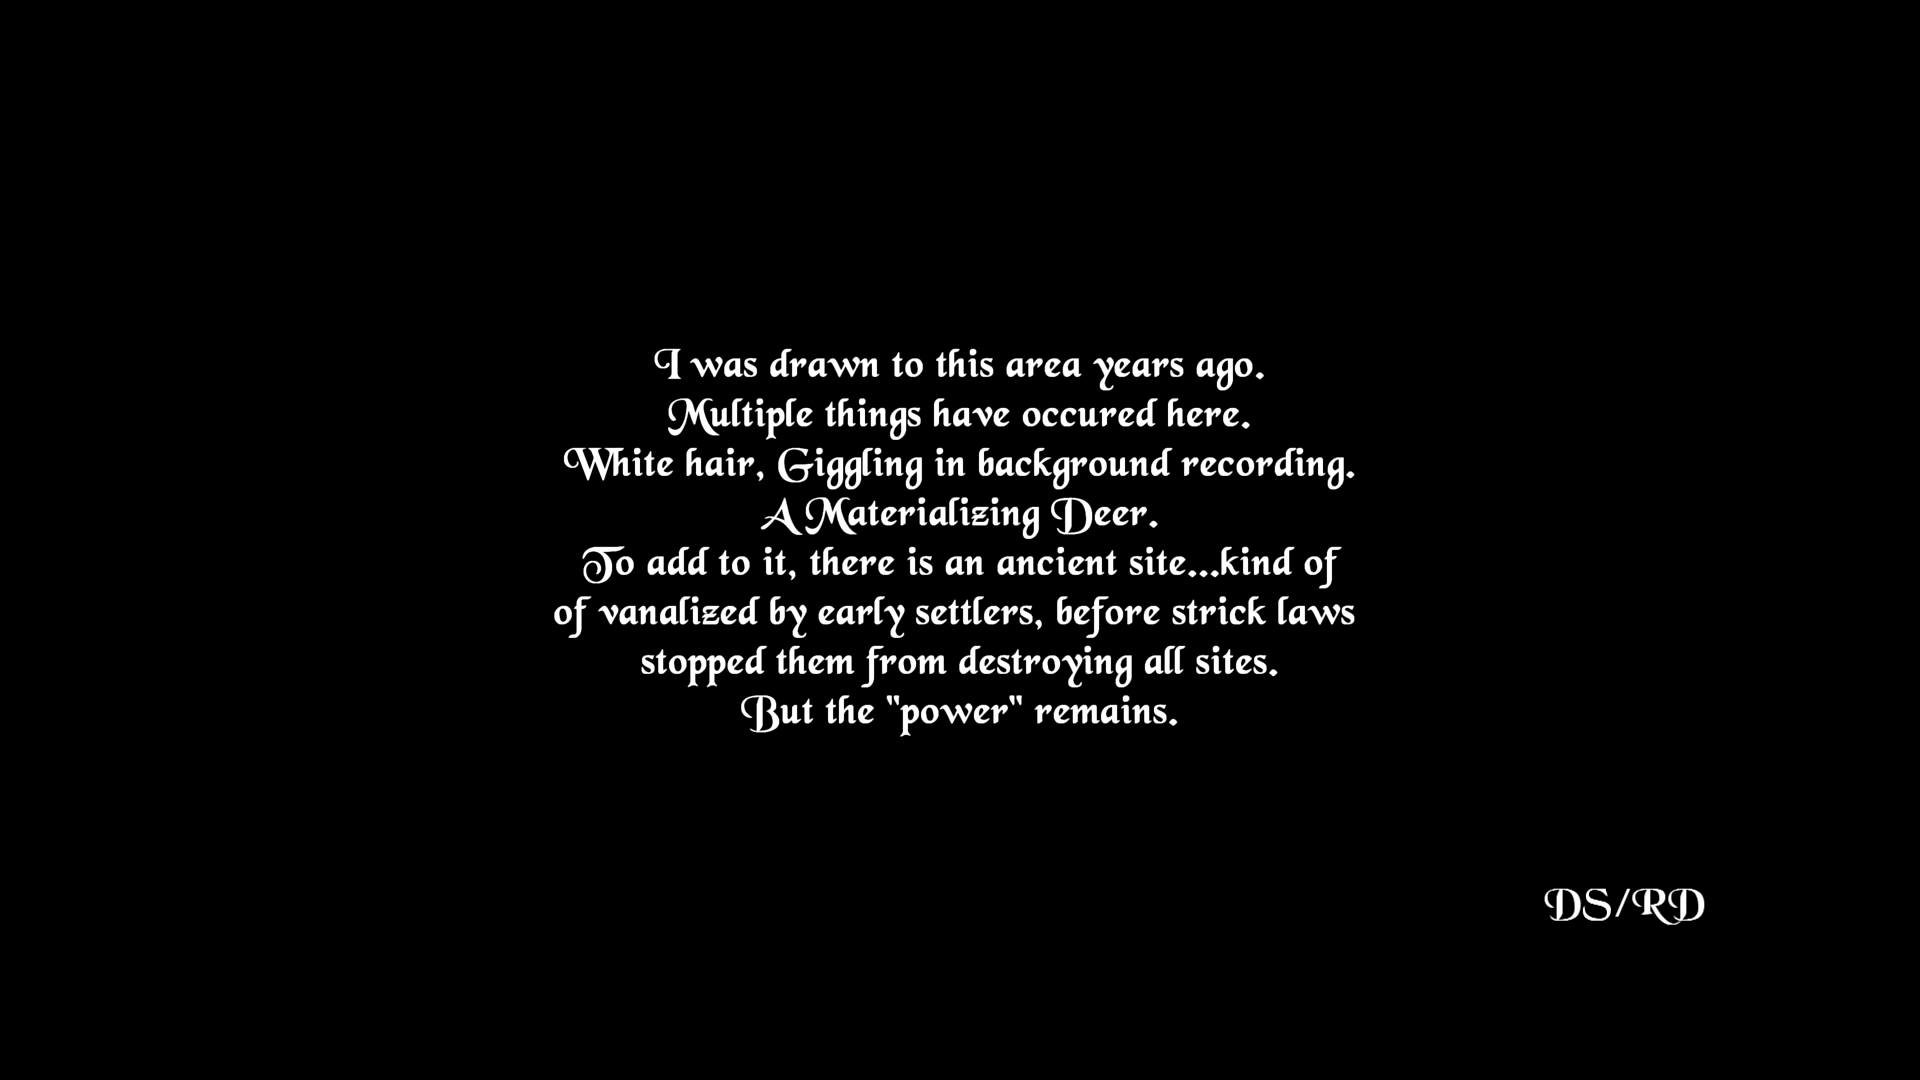 I was drawn to this area years ago.
Multiple things have occured here.
White hair, Giggling in background recording.
A Materializing Deer.
To add to it, there is an ancient site...kind of
of vanalized by early settlers, before strick laws
stopped them from destroying all sites.
But the "power" remains.
DS/RD